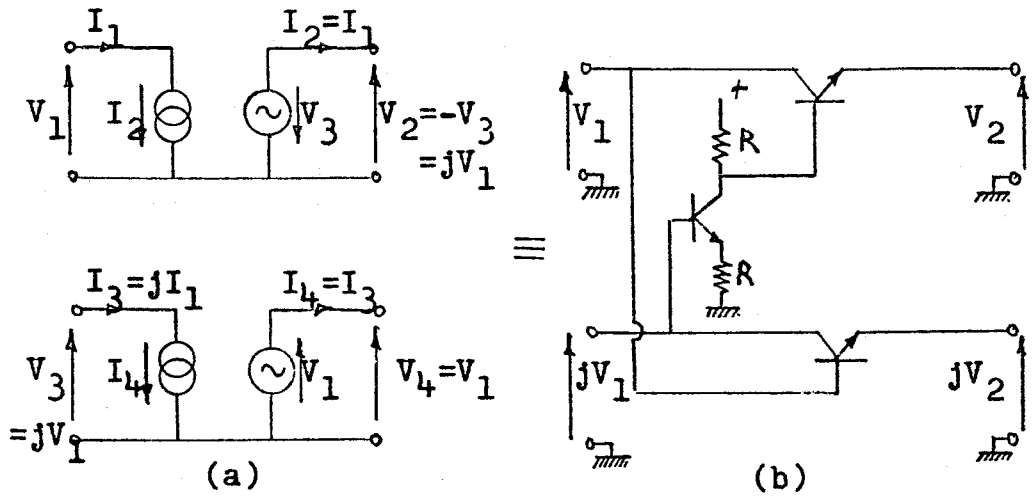 I1
I2=I1
V1
I2
V3
V2=-V3
=jV1
I3=jI1
I4=I3
V3
=jV1
I4
V1
V4=V1
(a)
≡
V1
+
R
R
V2
jV1
jV2
(b)